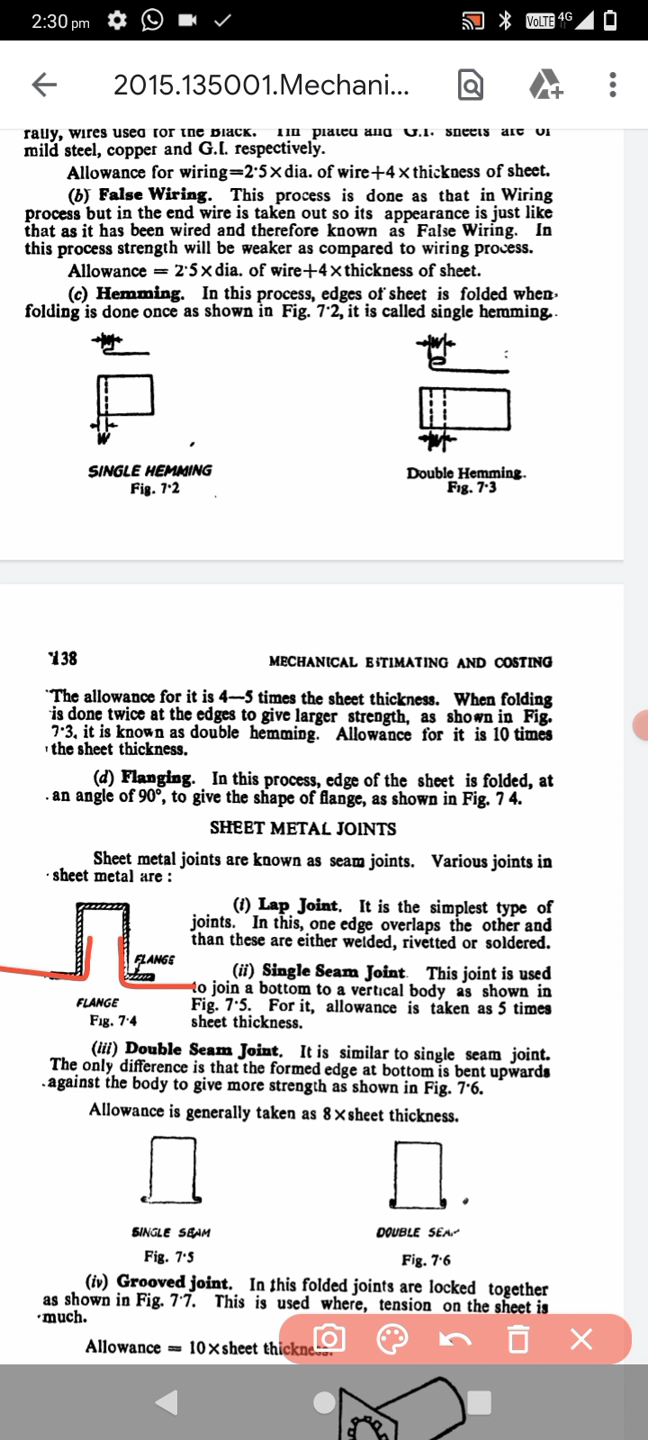 2:30 pm
VoLTE 4G
2015.135001.Mechani...
rally, wires used for the Black. Tin plated and G.I. sheets are of
mild steel, copper and G.I. respectively.
Allowance for wiring=2·5×dia. of wire+4×thickness of sheet.
(b) False Wiring. This process is done as that in Wiring
process but in the end wire is taken out so its appearance is just like
that as it has been wired and therefore known as False Wiring. In
this process strength will be weaker as compared to wiring process.
Allowance = 2·5×dia. of wire+4×thickness of sheet.
(c) Hemming. In this process, edges of sheet is folded when
folding is done once as shown in Fig. 7·2, it is called single hemming.
W
W
W
W
SINGLE HEMMING
Fig. 7·2
Double Hemming.
Fig. 7·3
138
MECHANICAL ESTIMATING AND COSTING
The allowance for it is 4—5 times the sheet thickness. When folding
is done twice at the edges to give larger strength, as shown in Fig.
7·3, it is known as double hemming. Allowance for it is 10 times
the sheet thickness.
(d) Flanging. In this process, edge of the sheet is folded, at
an angle of 90°, to give the shape of flange, as shown in Fig. 7 4.
SHEET METAL JOINTS
Sheet metal joints are known as seam joints. Various joints in
sheet metal are :
(i) Lap Joint. It is the simplest type of
joints. In this, one edge overlaps the other and
than these are either welded, rivetted or soldered.
FLANGE
FLANGE
Fig. 7·4
(ii) Single Seam Joint This joint is used
to join a bottom to a vertical body as shown in
Fig. 7·5. For it, allowance is taken as 5 times
sheet thickness.
(iii) Double Seam Joint. It is similar to single seam joint.
The only difference is that the formed edge at bottom is bent upwards
against the body to give more strength as shown in Fig. 7·6.
Allowance is generally taken as 8×sheet thickness.
SINGLE SEAM
Fig. 7·5
DOUBLE SEA
Fig. 7·6
(iv) Grooved joint. In this folded joints are locked together
as shown in Fig. 7·7. This is used where, tension on the sheet is
much.
Allowance = 10×sheet thickness.